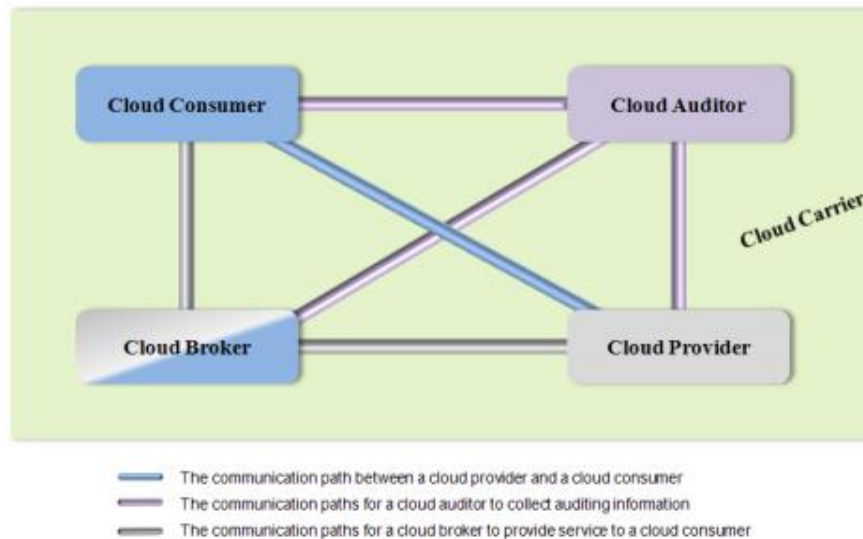 Cloud Consumer
Cloud Auditor
Cloud Carrier
Cloud Broker
Cloud Provider
The communication path between a cloud provider and a cloud consumer
The communication paths for a cloud auditor to collect auditing information
The communication paths for a cloud broker to provide service to a cloud consumer